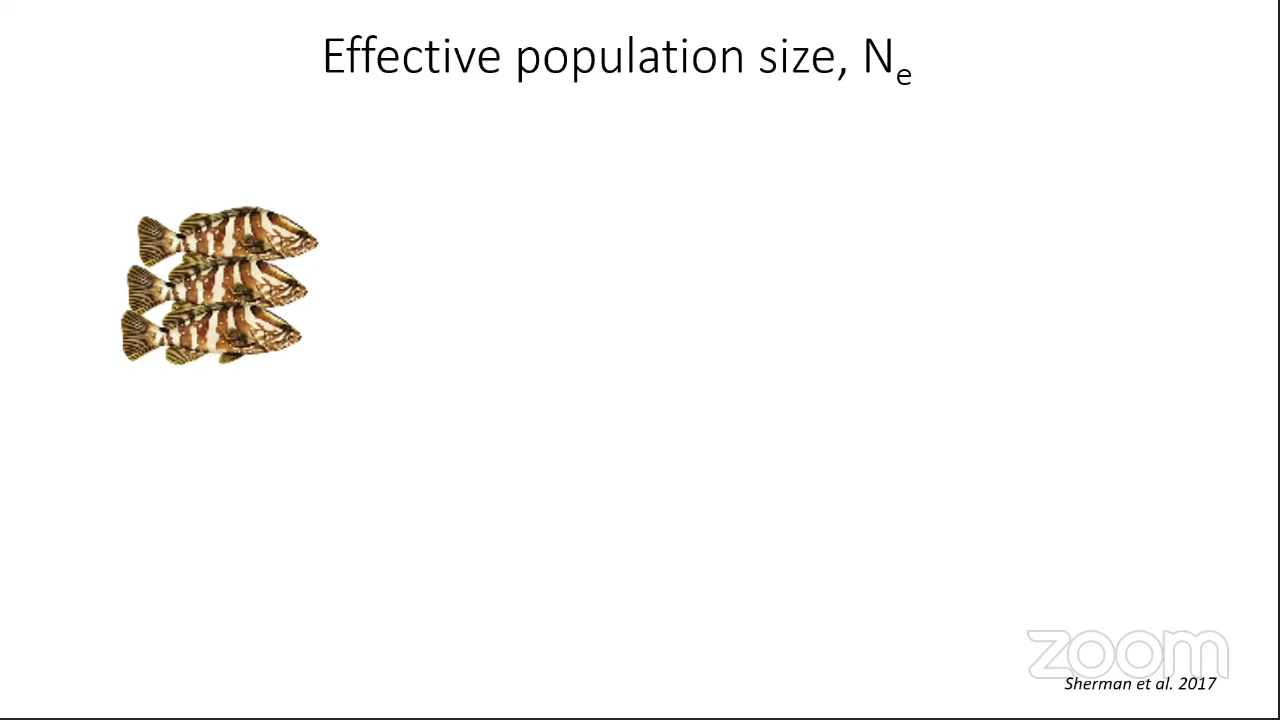 Effective population size, Nₑ
zoom
Sherman et al. 2017